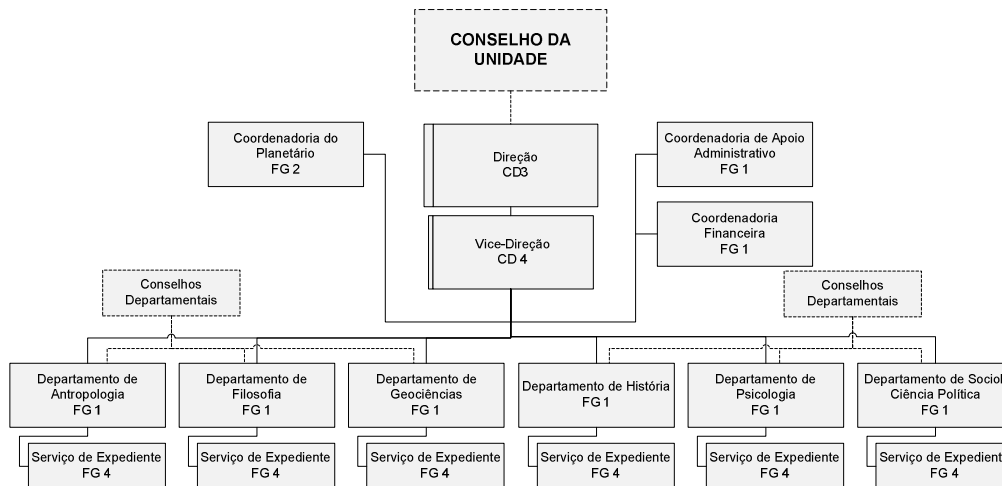 CONSELHO DA
UNIDADE
Coordenadoria do
Planetário
FG 2
Direção
CD3
Coordenadoria de Apoio
Administrativo
FG 1
Vice-Direção
CD 4
Coordenadoria
Financeira
FG 1
Conselhos
Departamentais
Conselhos
Departamentais
Departamento de
Antropologia
FG 1
Departamento de
Filosofia
FG 1
Departamento de
Geociências
FG 1
Departamento de História
FG 1
Departamento de
Psicologia
FG 1
Departamento de
Ciência Política
FG 1
Serviço de Expediente
FG 4
Serviço de Expediente
FG 4
Serviço de Expediente
FG 4
Serviço de Expediente
FG 4
Serviço de Expediente
FG 4
Serviço de Expediente
FG 4